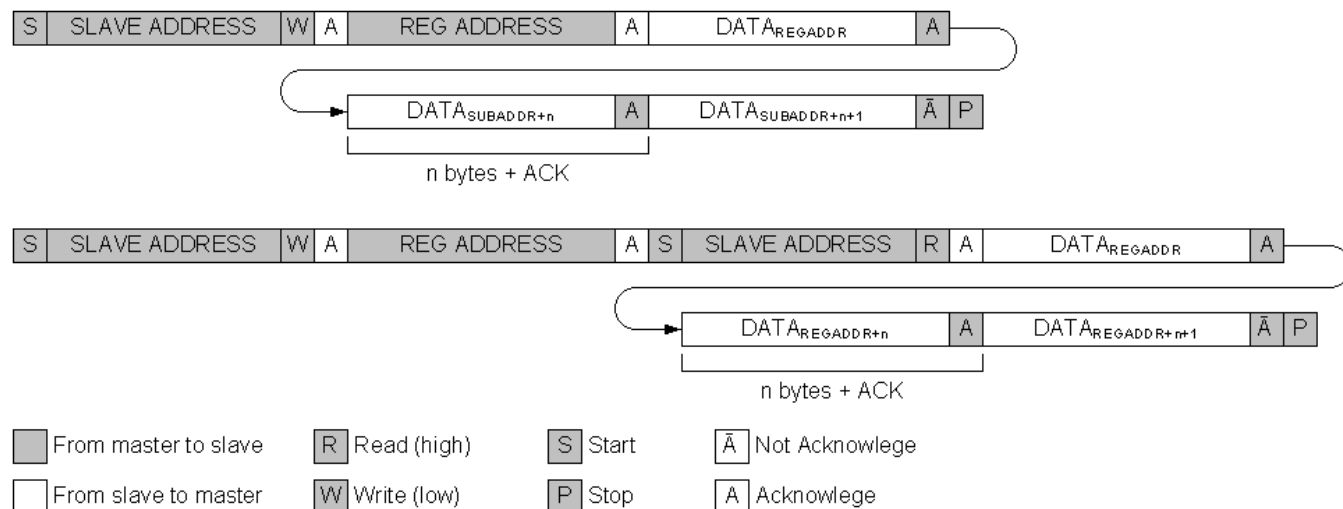 S SLAVE ADDRESS W A REG ADDRESS A DATAREGADDR A
DATASUBADDR+n A DATASUBADDR+n+1 Ā P
n bytes + ACK
S SLAVE ADDRESS W A REG ADDRESS A S SLAVE ADDRESS R A DATAREGADDR A
DATAREGADDR+n A DATAREGADDR+n+1 Ā P
n bytes + ACK
From master to slave R Read (high) S Start Ā Not Acknowlege
From slave to master W Write (low) P Stop A Acknowlege